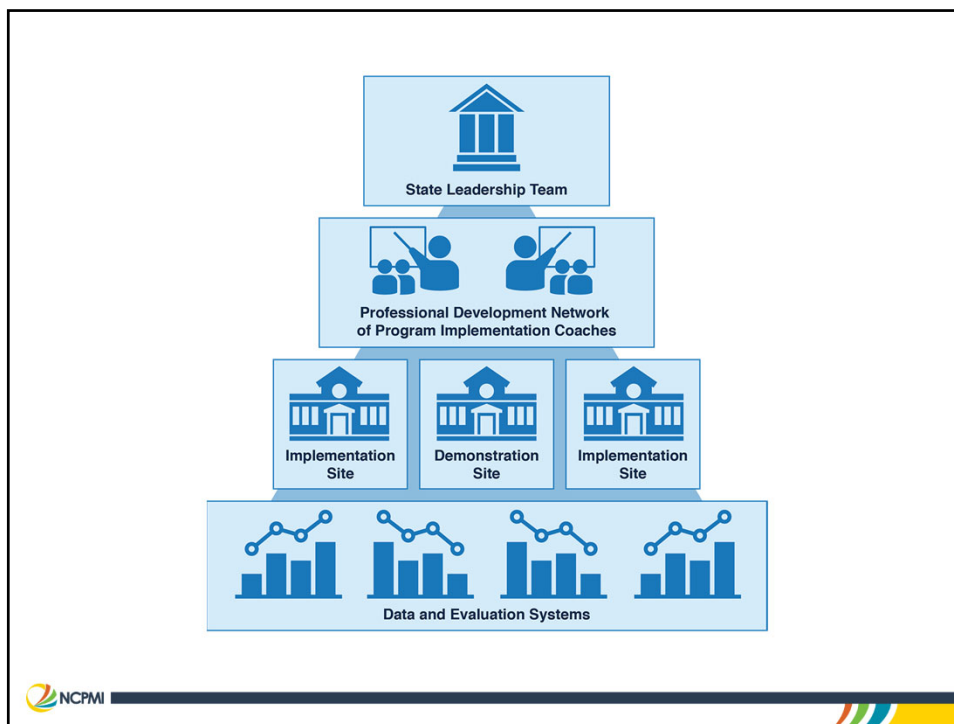 State Leadership Team
Professional Development Network
of Program Implementation Coaches
Implementation
Site
Demonstration
Site
Implementation
Site
Data and Evaluation Systems
NCPMI